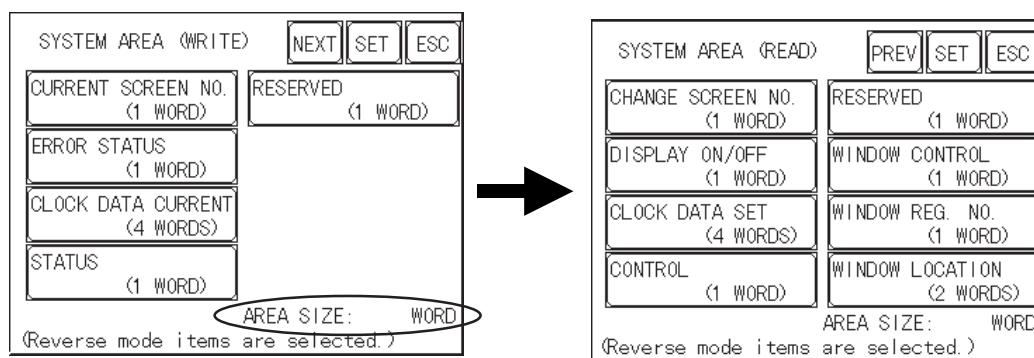 SYSTEM AREA (WRITE) NEXT SET ESC
CURRENT SCREEN NO.
(1 WORD)
RESERVED
(1 WORD)
ERROR STATUS
(1 WORD)
CLOCK DATA CURRENT
(4 WORDS)
STATUS
(1 WORD)
AREA SIZE: WORD
(Reverse mode items are selected.)
SYSTEM AREA (READ) PREV SET ESC
CHANGE SCREEN NO.
(1 WORD)
RESERVED
(1 WORD)
DISPLAY ON/OFF
(1 WORD)
WINDOW CONTROL
(1 WORD)
CLOCK DATA SET
(4 WORDS)
WINDOW REG. NO.
(1 WORD)
CONTROL
(1 WORD)
WINDOW LOCATION
(2 WORDS)
AREA SIZE: WORD
(Reverse mode items are selected.)